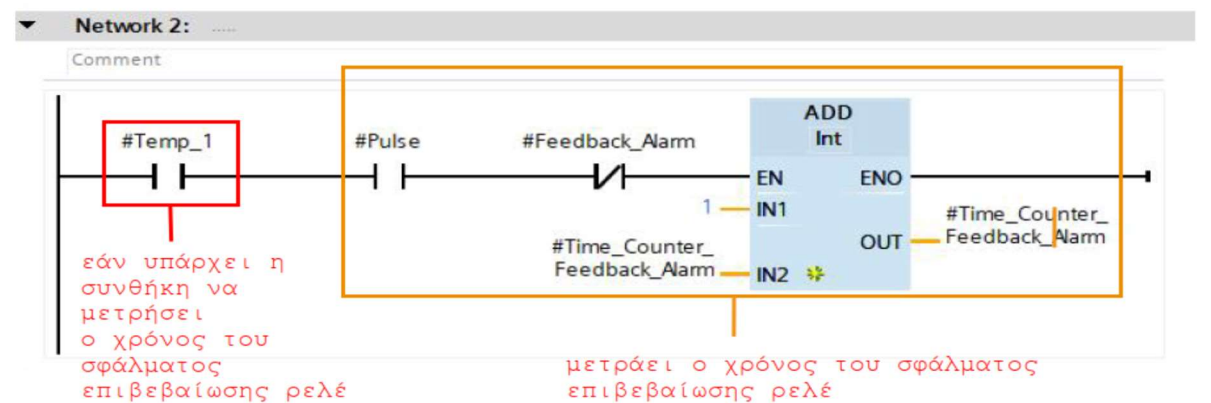 Network 2: .....
Comment
#Temp_1
#Pulse
#Feedback_Alarm
ADD
Int
EN
ENO
1
IN1
#Time_Counter_
Feedback_Alarm
IN2
OUT
#Time_Counter_
Feedback_Alarm
εάν υπάρχει η
συνθήκη να
μετρήσει
ο χρόνος του
σφάλματος
επιβεβαίωσης ρελέ
μετράει ο χρόνος του σφάλματος
επιβεβαίωσης ρελέ